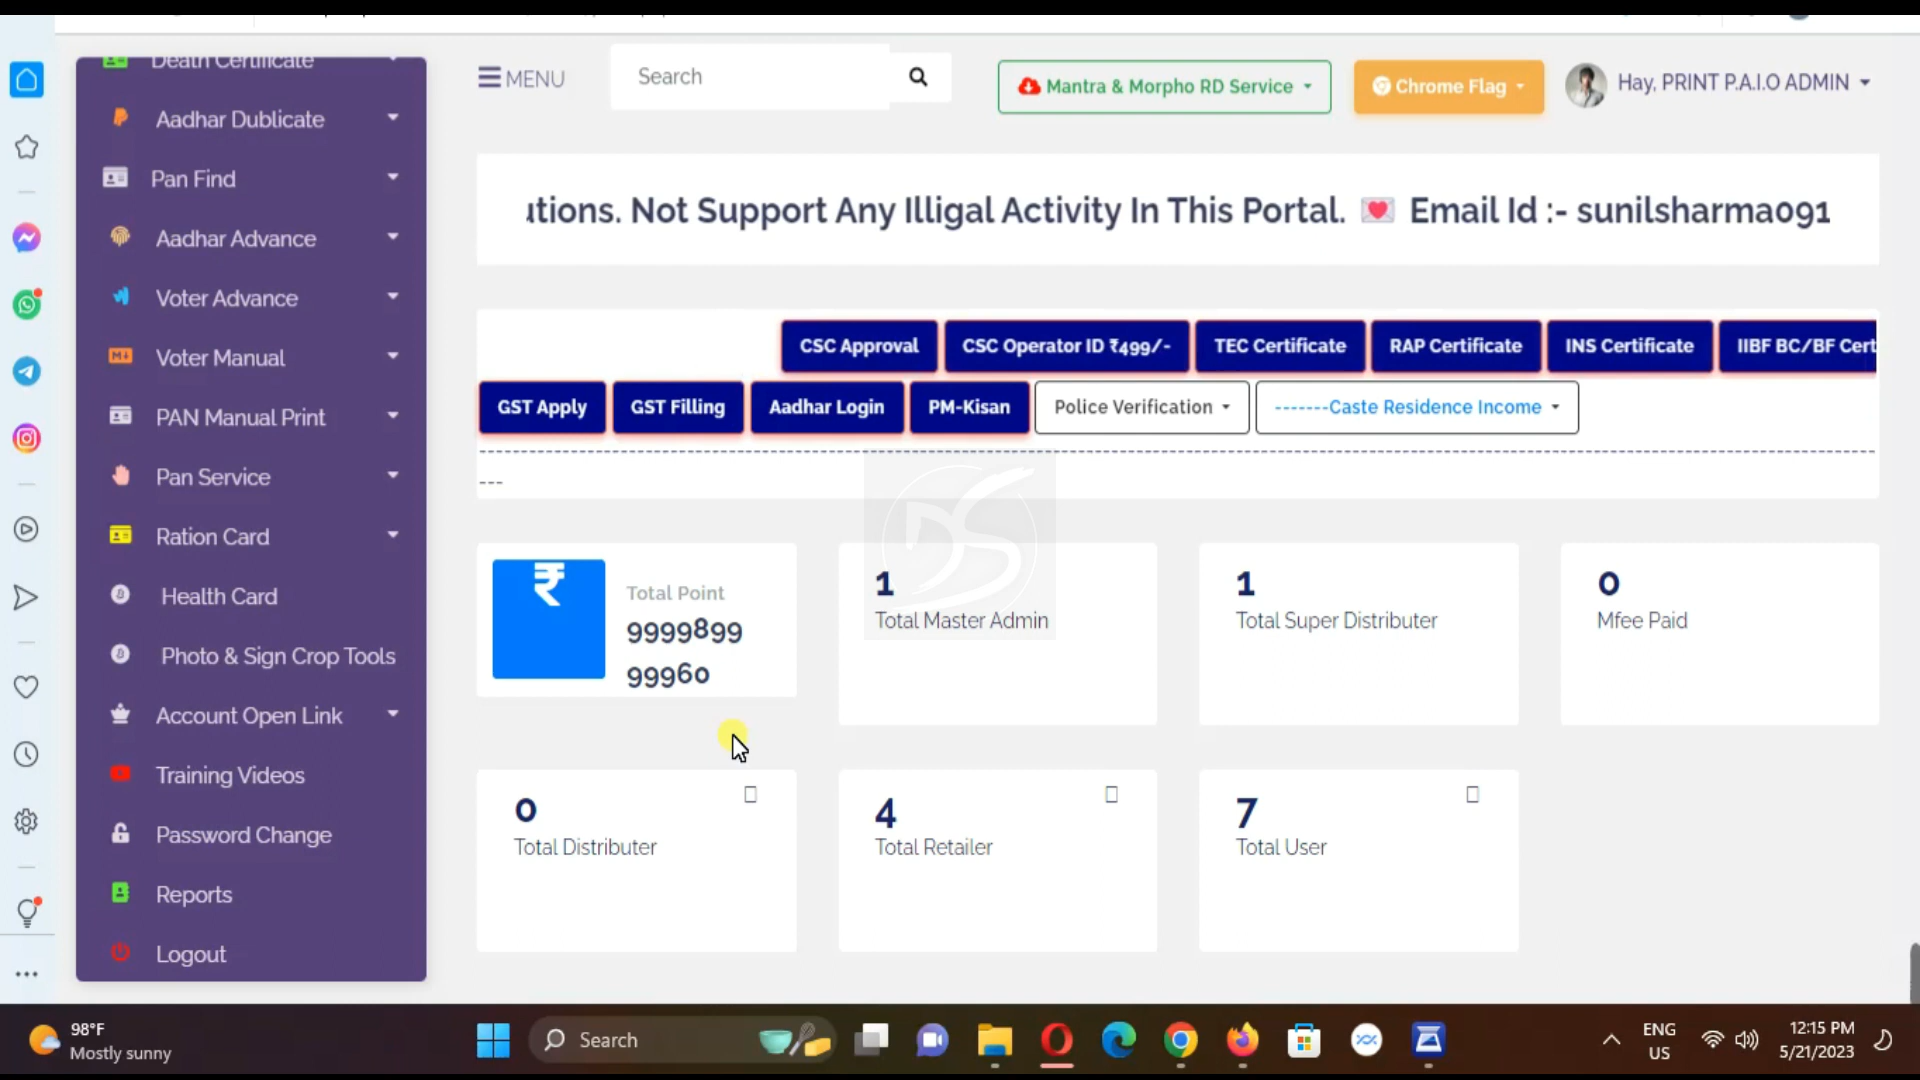 Death Certificate
Aadhar Dublicate
Pan Find
Aadhar Advance
Voter Advance
Voter Manual
PAN Manual Print
Pan Service
Ration Card
Health Card
Photo & Sign Crop Tools
Account Open Link
Training Videos
Password Change
Reports
Logout
MENU
Search
Mantra & Morpho RD Service
Chrome Flag
Hay, PRINT P.A.I.O ADMIN
utions. Not Support Any Illigal Activity In This Portal. 💌 Email Id :- sunilsharma091
CSC Approval
CSC Operator ID ₹499/-
TEC Certificate
RAP Certificate
INS Certificate
IIBF BC/BF Cert
GST Apply
GST Filling
Aadhar Login
PM-Kisan
Police Verification
-------Caste Residence Income
---
₹
Total Point
9999899
99960
1
Total Master Admin
1
Total Super Distributer
0
Mfee Paid
0
Total Distributer
4
Total Retailer
7
Total User
DS
98°F
Mostly sunny
Search
ENG
US
12:15 PM
5/21/2023